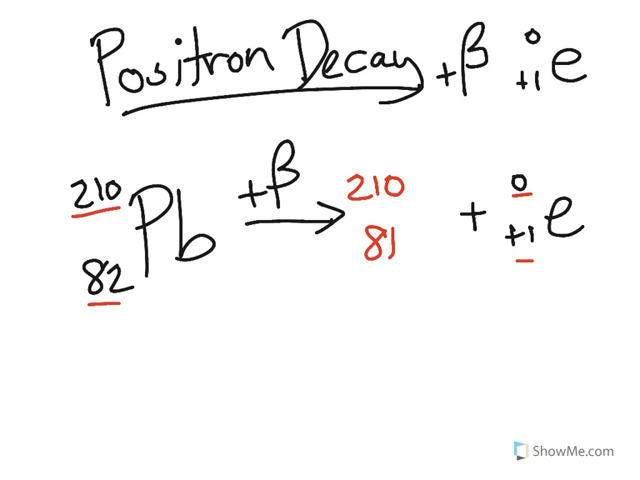 Positron Decay +β 0 +1 e
210 82 Pb +β → 210 81 + 0 +1 e
ShowMe.com